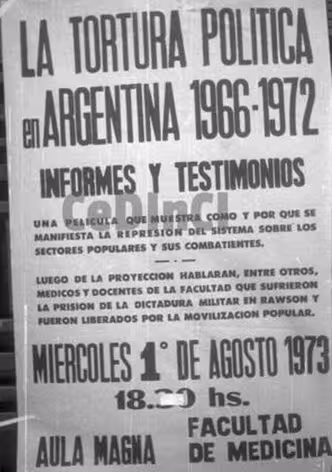 LA TORTURA POLITICA
en ARGENTINA 1966-1972
INFORMES Y TESTIMONIOS
CeDInCI
UNA PELICULA QUE MUESTRA COMO Y POR QUE SE
MANIFIESTA LA REPRESION DEL SISTEMA SOBRE LOS
SECTORES POPULARES Y SUS COMBATIENTES.
LUEGO DE LA PROYECCION HABLARAN, ENTRE OTROS,
MEDICOS Y DOCENTES DE LA FACULTAD QUE SUFRIERON
LA PRISION DE LA DICTADURA MILITAR EN RAWSON Y
FUERON LIBERADOS POR LA MOVILIZACION POPULAR.
MIERCOLES 1° DE AGOSTO 1973
hs.
AULA MAGNA FACULTAD
DE MEDICINA